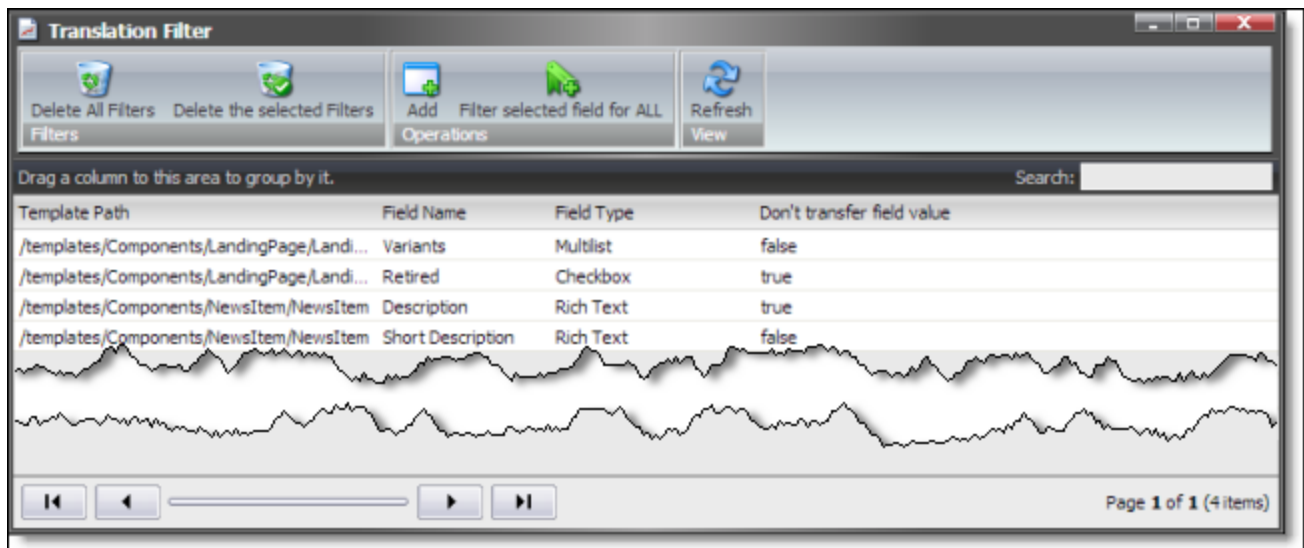 Translation Filter
Delete All Filters Delete the selected Filters Add Filter selected field for ALL Refresh
Filters Operations View
Drag a column to this area to group by it. Search:
Template Path Field Name Field Type Don't transfer field value
/templates/Components/LandingPage/Landi... Variants Multilist false
/templates/Components/LandingPage/Landi... Retired Checkbox true
/templates/Components/NewsItem/NewsItem Description Rich Text true
/templates/Components/NewsItem/NewsItem Short Description Rich Text false
Page 1 of 1 (4 items)